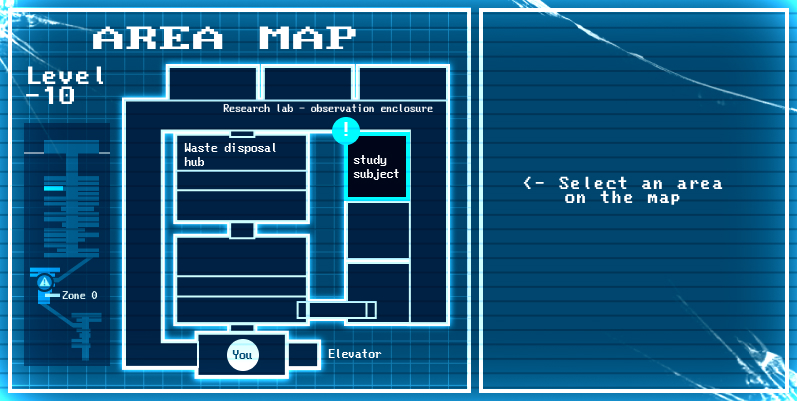 AREA MAP
Level
-10
Research lab - observation enclosure
!
Waste disposal
hub
study
subject
Zone 0
You
Elevator
<- Select an area
on the map